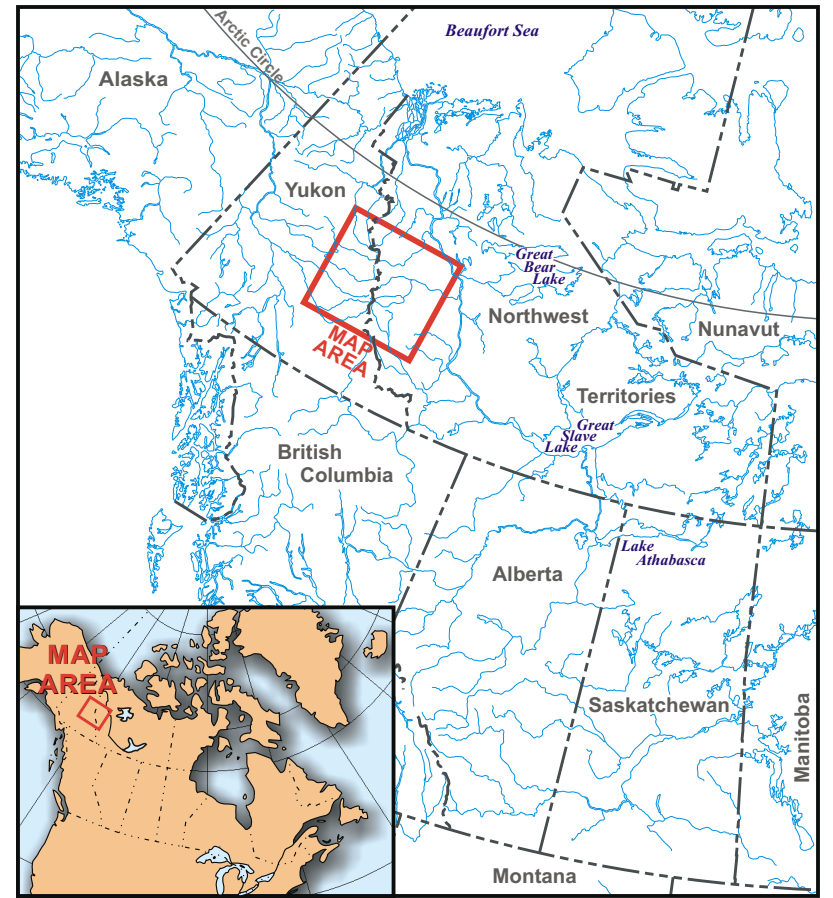 Beaufort Sea
Arctic Circle
Alaska
Yukon
Great
Bear
Lake
Northwest
Nunavut
MAP
AREA
Territories
Great
Slave
Lake
British
Columbia
Lake
Athabasca
Alberta
MAP
AREA
Saskatchewan
Manitoba
Montana